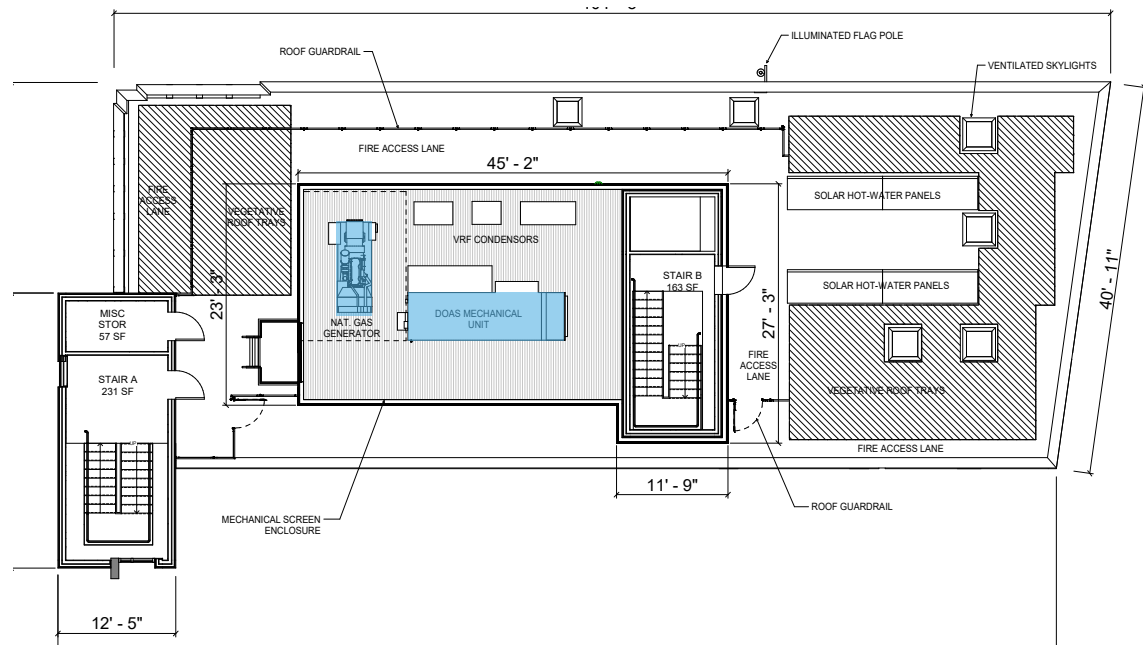 ILLUMINATED FLAG POLE
ROOF GUARDRAIL
VENTILATED SKYLIGHTS
FIRE ACCESS LANE
45' - 2"
FIRE
ACCESS
LANE
VEGETATIVE
ROOF TRAYS
SOLAR HOT-WATER PANELS
VRF CONDENSORS
STAIR B
163 SF
23' - 3"
27' - 3"
40' - 11"
SOLAR HOT-WATER PANELS
MISC
STOR
57 SF
NAT. GAS
GENERATOR
DOAS MECHANICAL
UNIT
UP
FIRE
ACCESS
LANE
STAIR A
231 SF
VEGETATIVE ROOF TRAYS
UP
FIRE ACCESS LANE
11' - 9"
MECHANICAL SCREEN
ENCLOSURE
ROOF GUARDRAIL
12' - 5"